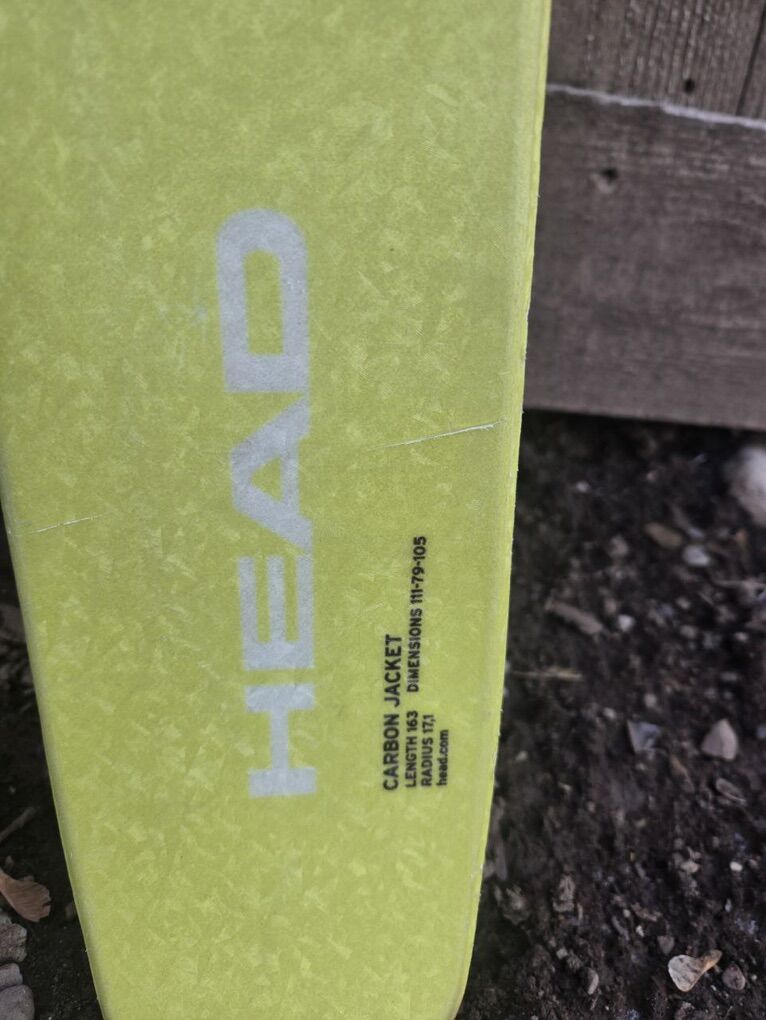 HEAD
CARBON JACKET
LENGTH 163 DIMENSIONS 111-79-105
RADIUS 17,1
head.com